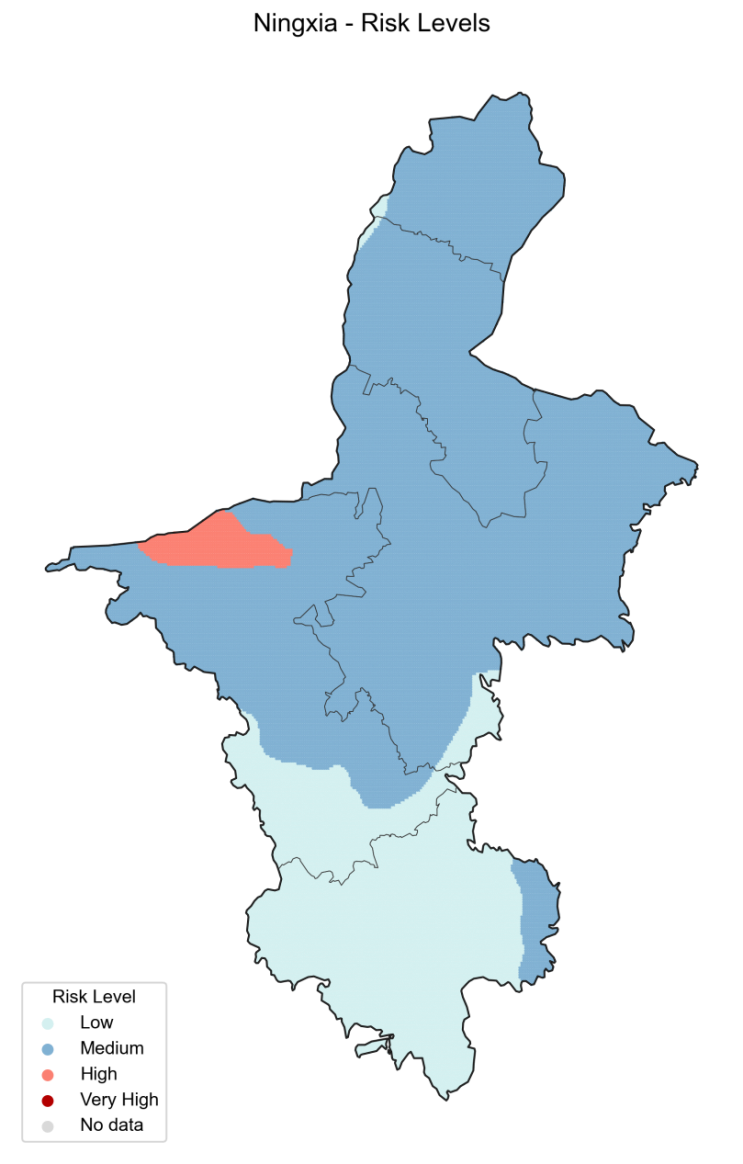 Ningxia - Risk Levels
Risk Level
Low
Medium
High
Very High
No data